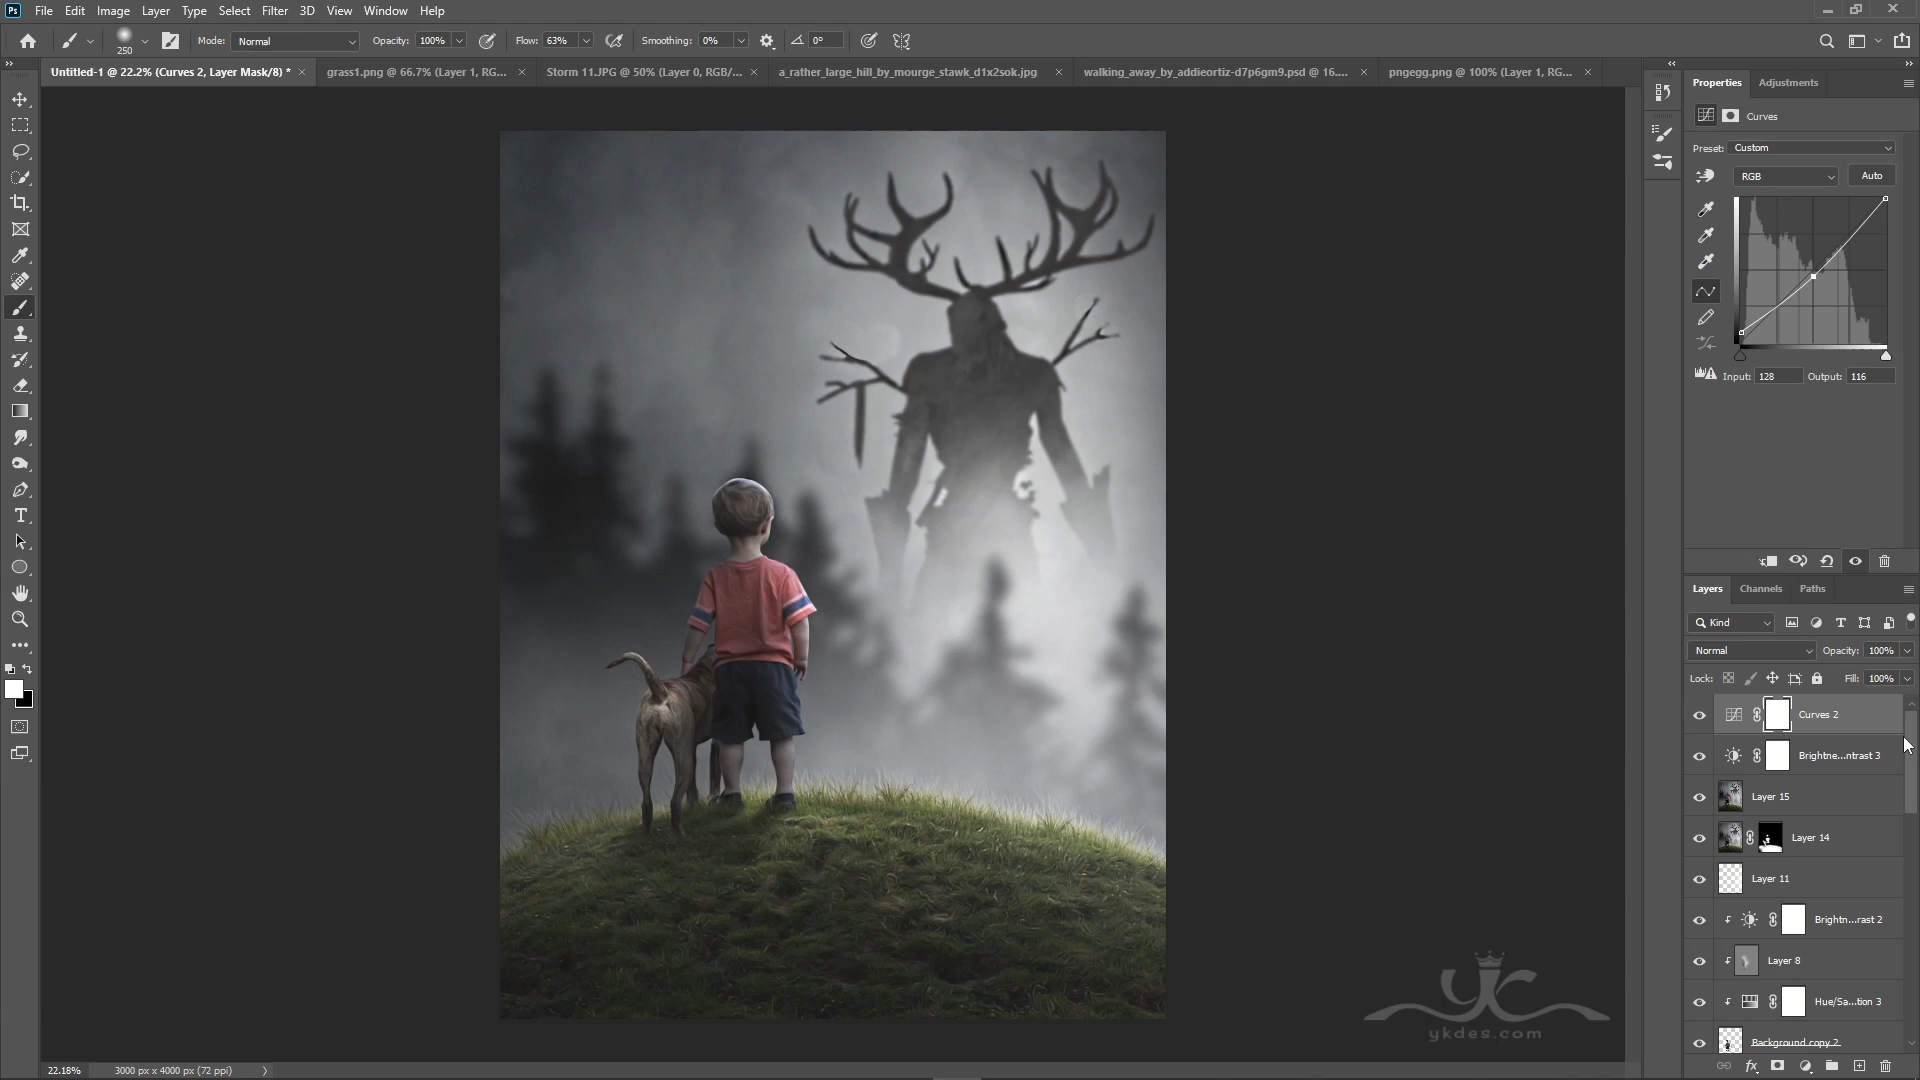 Ps File Edit Image Layer Type Select Filter 3D View Window Help
250 Mode: Normal Opacity: 100% Flow: 63% Smoothing: 0% 0°
Untitled-1 @ 22.2% (Curves 2, Layer Mask/8) * grass1.png @ 66.7% (Layer 1, RG... Storm 11.JPG @ 50% (Layer 0, RGB/... a_rather_large_hill_by_mourge_stawk_d1x2sok.jpg walking_away_by_addieortiz-d7p6gm9.psd @ 16.... pngegg.png @ 100% (Layer 1, RG...
Properties Adjustments
Curves
Preset: Custom
RGB Auto
Input: 128 Output: 116
Layers Channels Paths
Kind
Normal Opacity: 100%
Lock: Fill: 100%
Curves 2
Brightne...ntrast 3
Layer 15
Layer 14
Layer 11
Brightn...rast 2
Layer 8
Hue/Sa...tion 3
Background copy 2
yc
ykdes.com
22.18% 3000 px x 4000 px (72 ppi)